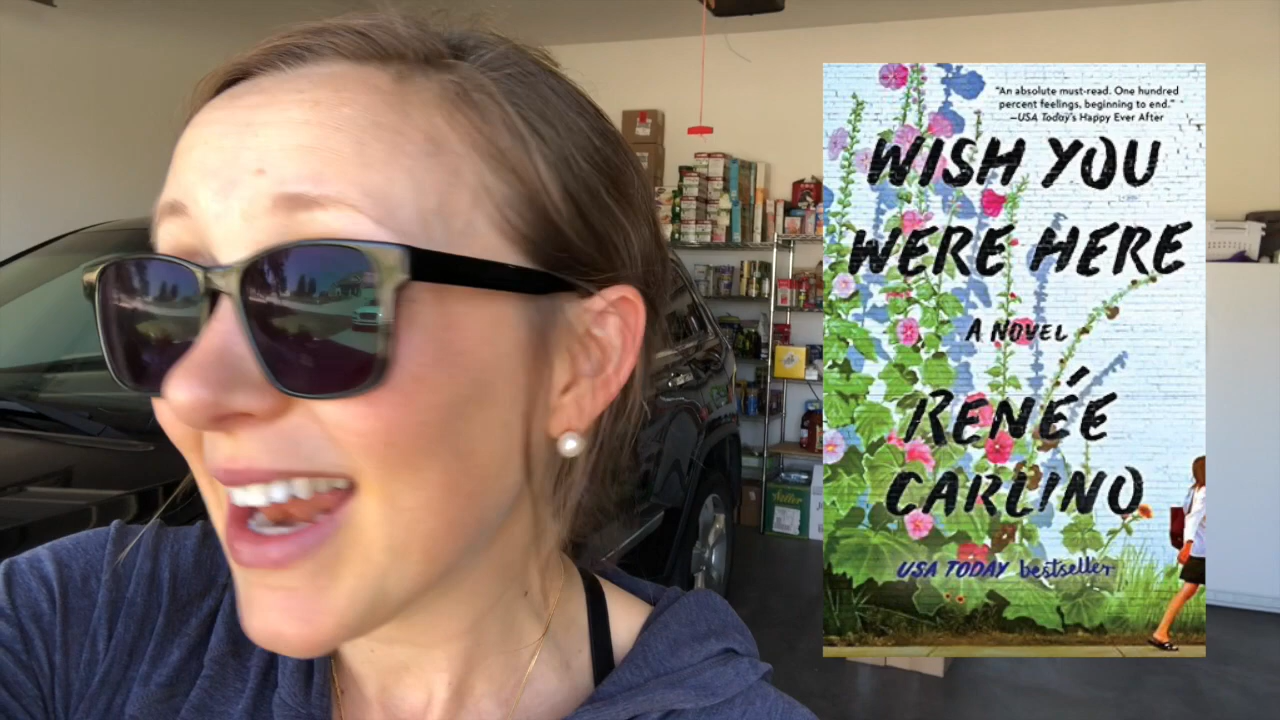 "An absolute must-read. One hundred
percent feelings, beginning to end."
—USA Today's Happy Ever After
WISH YOU
WERE HERE
A NOVEL
RENÉE
CARLINO
USA TODAY bestseller